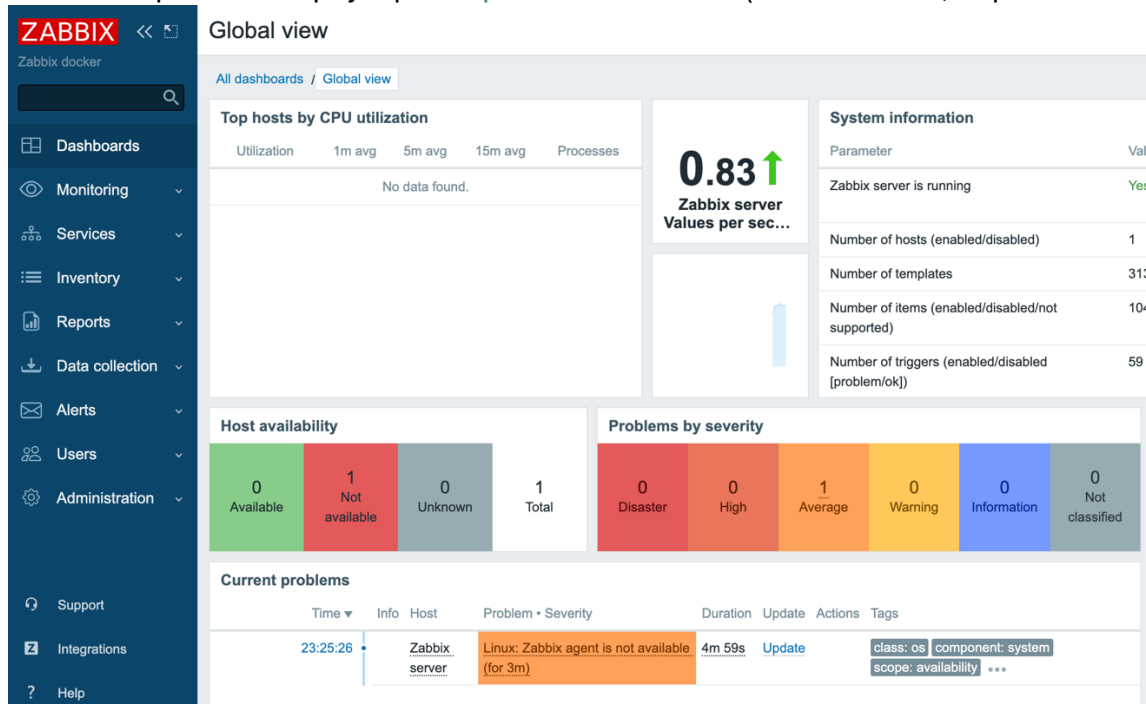 ZABBIX
Zabbix docker
Dashboards
Monitoring
Services
Inventory
Reports
Data collection
Alerts
Users
Administration
Support
Integrations
Help
Global view
All dashboards / Global view
Top hosts by CPU utilization
Utilization 1m avg 5m avg 15m avg Processes
No data found.
0.83
Zabbix server
Values per sec...
System information
Parameter
Zabbix server is running
Number of hosts (enabled/disabled) 1
Number of templates 313
Number of items (enabled/disabled/not
supported) 104
Number of triggers (enabled/disabled
[problem/ok]) 59
Host availability
0
Available
1
Not
available
0
Unknown
1
Total
Problems by severity
0
Disaster
0
High
1
Average
0
Warning
0
Information
0
Not
classified
Current problems
Time ▼ Info Host Problem • Severity Duration Update Actions Tags
23:25:26 Zabbix server Linux: Zabbix agent is not available (for 3m) 4m 59s Update class: os component: system scope: availability •••